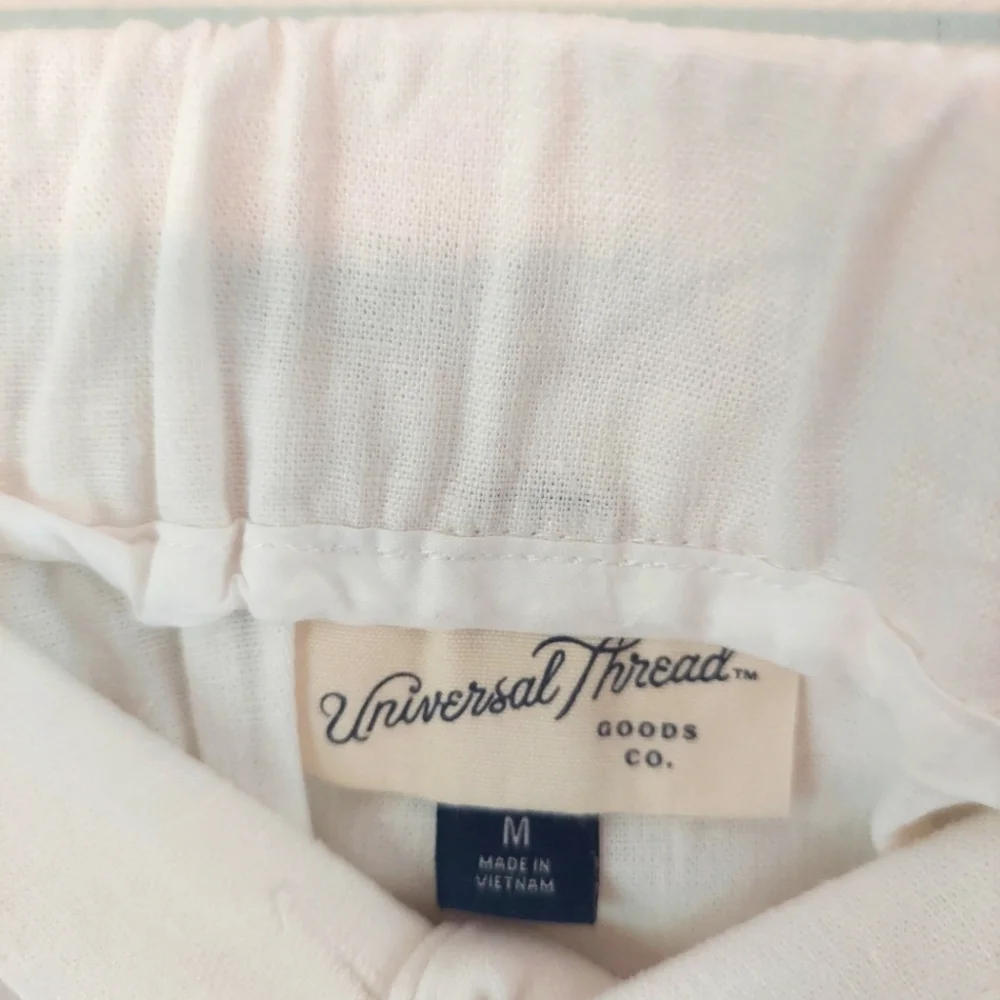 Universal Thread™
GOODS
CO.
M
MADE IN
VIETNAM